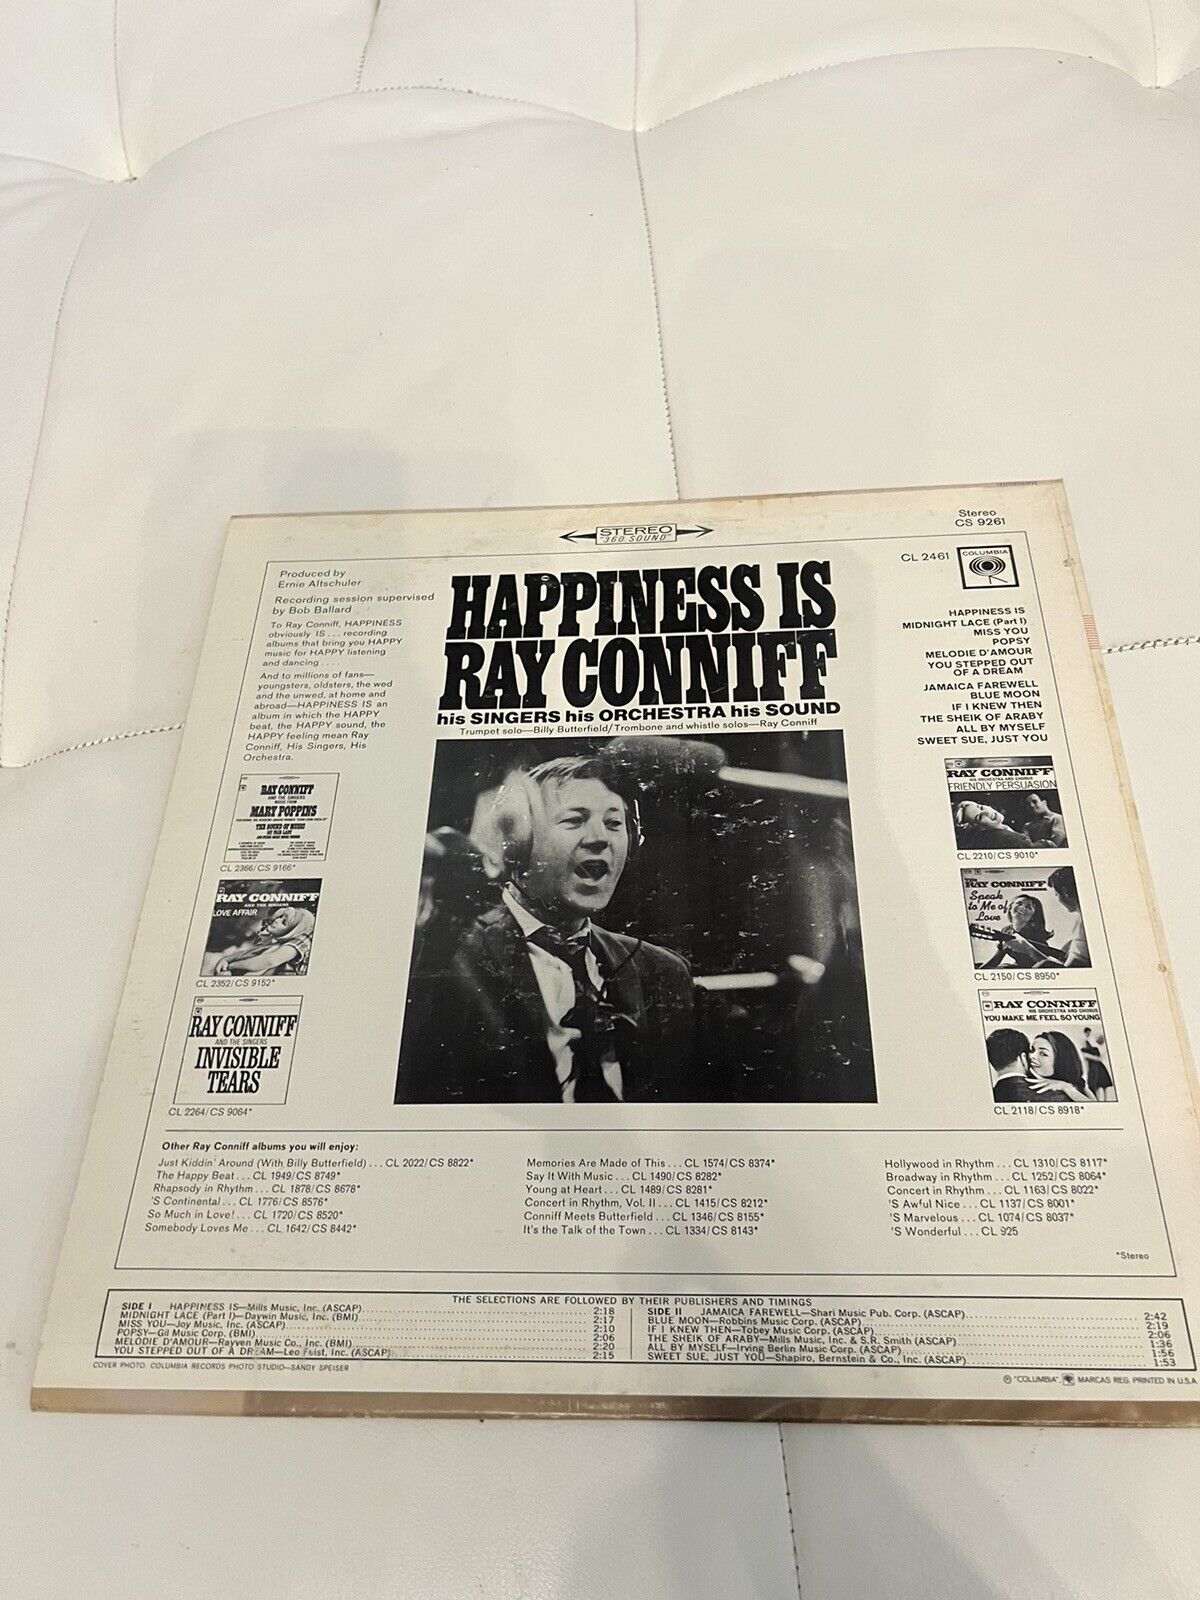 STEREO
"360 SOUND"
Stereo
CS 9261
CL 2461
COLUMBIA
Produced by
Ernie Altschuler
Recording session supervised
by Bob Ballard
To Ray Conniff, HAPPINESS
obviously IS . . . recording
albums that bring you HAPPY
music for HAPPY listening
and dancing . . . .
And to millions of fans—
youngsters, oldsters, the wed
and the unwed, at home and
abroad—HAPPINESS IS an
album in which the HAPPY
beat, the HAPPY sound, the
HAPPY feeling mean Ray
Conniff, His Singers, His
Orchestra.
HAPPINESS IS
RAY CONNIFF
his SINGERS his ORCHESTRA his SOUND
Trumpet solo—Billy Butterfield/Trombone and whistle solos—Ray Conniff
HAPPINESS IS
MIDNIGHT LACE (Part I)
MISS YOU
POPSY
MELODIE D'AMOUR
YOU STEPPED OUT
OF A DREAM
JAMAICA FAREWELL
BLUE MOON
IF I KNEW THEN
THE SHEIK OF ARABY
ALL BY MYSELF
SWEET SUE, JUST YOU
RAY CONNIFF
AND THE SINGERS
MUSIC FROM
MARY POPPINS
THE SOUND OF MUSIC
MY FAIR LADY
CL 2366/CS 9166*
RAY CONNIFF
AND THE SINGERS
LOVE AFFAIR
CL 2352/CS 9152*
RAY CONNIFF
AND THE SINGERS
INVISIBLE
TEARS
CL 2264/CS 9064*
RAY CONNIFF
HIS ORCHESTRA AND CHORUS
FRIENDLY PERSUASION
CL 2210/CS 9010*
RAY CONNIFF
Speak
to Me of
Love
CL 2150/CS 8950*
RAY CONNIFF
HIS ORCHESTRA AND CHORUS
YOU MAKE ME FEEL SO YOUNG
CL 2118/CS 8918*
Other Ray Conniff albums you will enjoy:
Just Kiddin' Around (With Billy Butterfield) . . . CL 2022/CS 8822*
The Happy Beat . . . CL 1949/CS 8749*
Rhapsody in Rhythm . . . CL 1878/CS 8678*
'S Continental . . . CL 1776/CS 8576*
So Much in Love! . . . CL 1720/CS 8520*
Somebody Loves Me . . . CL 1642/CS 8442*
Memories Are Made of This . . . CL 1574/CS 8374*
Say It With Music . . . CL 1490/CS 8282*
Young at Heart . . . CL 1489/CS 8281*
Concert in Rhythm, Vol. II . . . CL 1415/CS 8212*
Conniff Meets Butterfield . . . CL 1346/CS 8155*
It's the Talk of the Town . . . CL 1334/CS 8143*
Hollywood in Rhythm . . . CL 1310/CS 8117*
Broadway in Rhythm . . . CL 1252/CS 8064*
Concert in Rhythm . . . CL 1163/CS 8022*
'S Awful Nice . . . CL 1137/CS 8001*
'S Marvelous . . . CL 1074/CS 8037*
'S Wonderful . . . CL 925
*Stereo
THE SELECTIONS ARE FOLLOWED BY THEIR PUBLISHERS AND TIMINGS
SIDE I HAPPINESS IS—Mills Music, Inc. (ASCAP) 2:18
MIDNIGHT LACE (Part I)—Daywin Music, Inc. (BMI) 2:17
MISS YOU—Joy Music, Inc. (ASCAP) 2:10
POPSY—Gil Music Corp. (BMI) 2:06
MELODIE D'AMOUR—Rayven Music Co., Inc. (BMI) 2:20
YOU STEPPED OUT OF A DREAM—Leo Feist, Inc. (ASCAP) 2:15
SIDE II JAMAICA FAREWELL—Shari Music Pub. Corp. (ASCAP) 2:42
BLUE MOON—Robbins Music Corp. (ASCAP) 2:19
IF I KNEW THEN—Tobey Music Corp. (ASCAP) 2:06
THE SHEIK OF ARABY—Mills Music, Inc. & S.R. Smith (ASCAP) 1:36
ALL BY MYSELF—Irving Berlin Music Corp. (ASCAP) 1:56
SWEET SUE, JUST YOU—Shapiro, Bernstein & Co., Inc. (ASCAP) 1:53
COVER PHOTO: COLUMBIA RECORDS PHOTO STUDIO—SANDY SPEISER
® "COLUMBIA", MARCAS REG. PRINTED IN U.S.A.